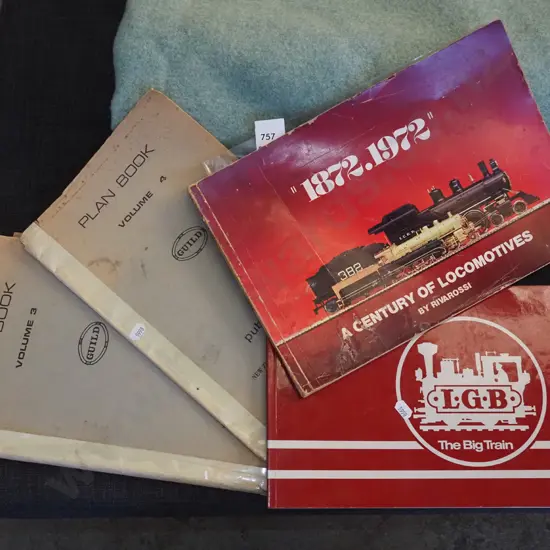 PLAN BOOK
VOLUME 4
GUILD
PUB
BOOK
VOLUME 3
GUILD
757
"1872.1972"
382
A CENTURY OF LOCOMOTIVES
BY RIVAROSSI
L·G·B
The Big Train